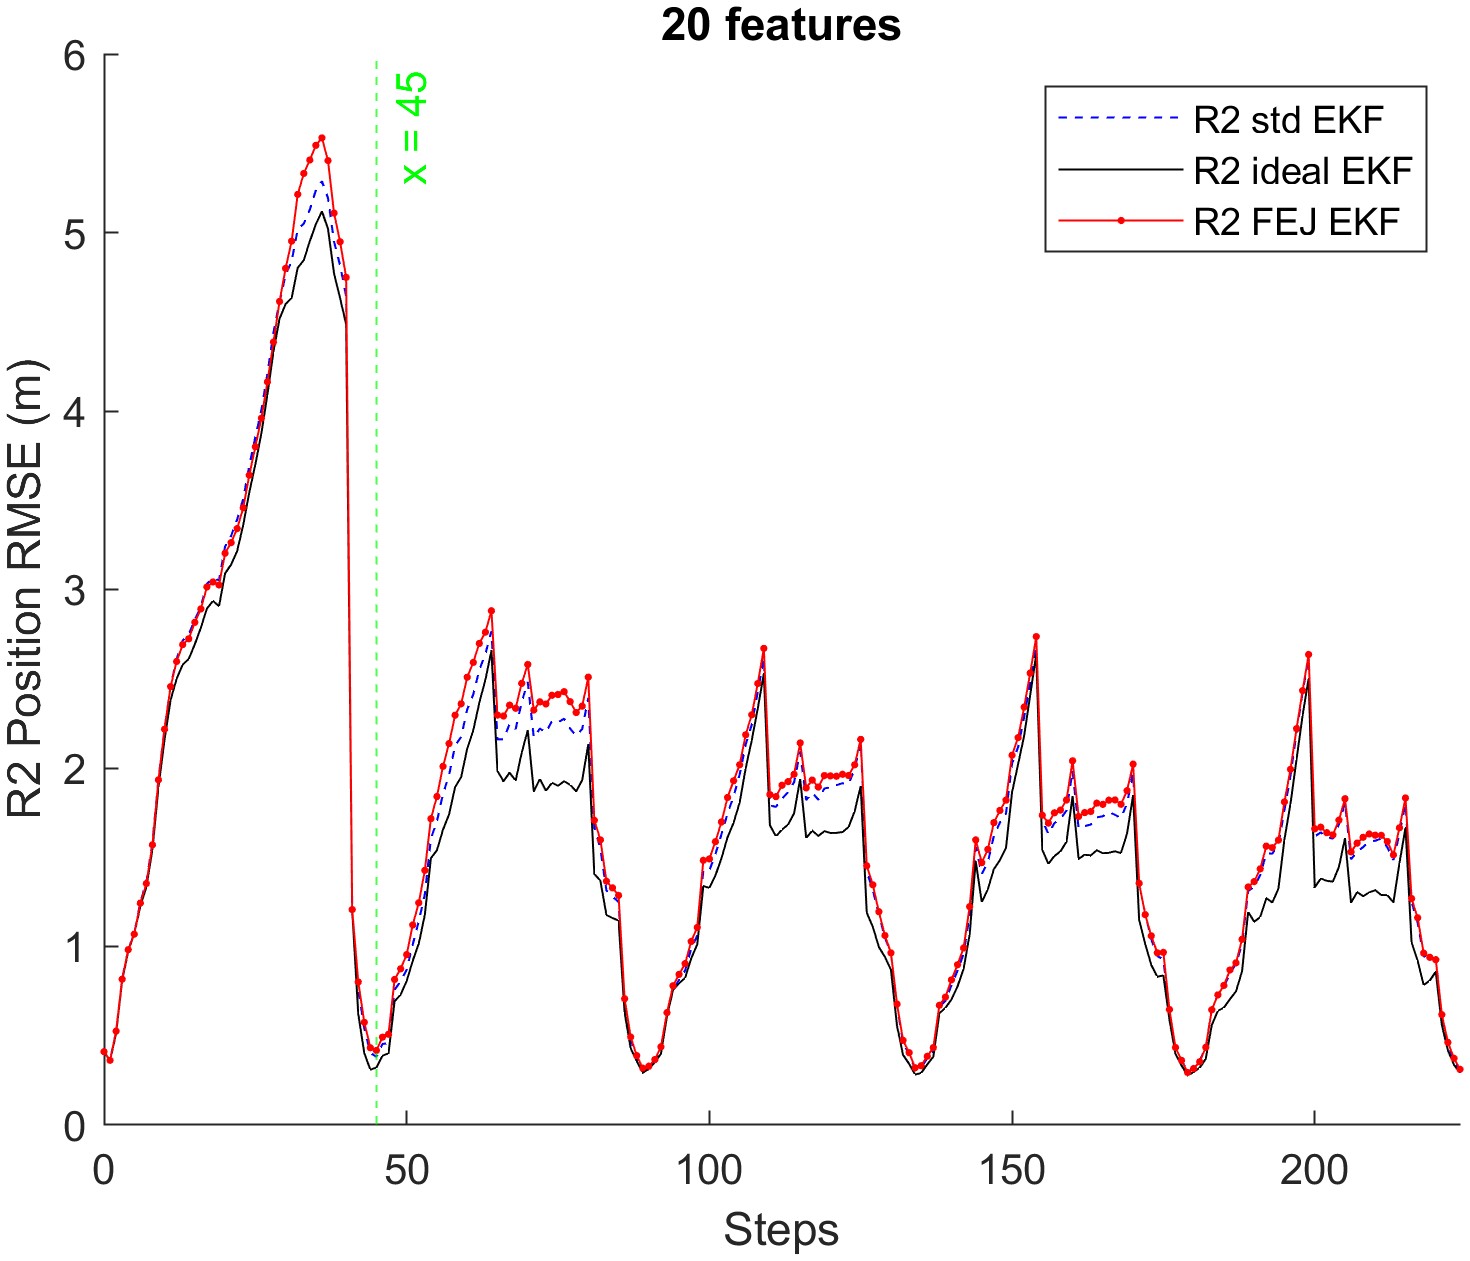 20 features
x = 45
R2 std EKF
R2 ideal EKF
R2 FEJ EKF
R2 Position RMSE (m)
6
5
4
3
2
1
0
0 50 100 150 200
Steps